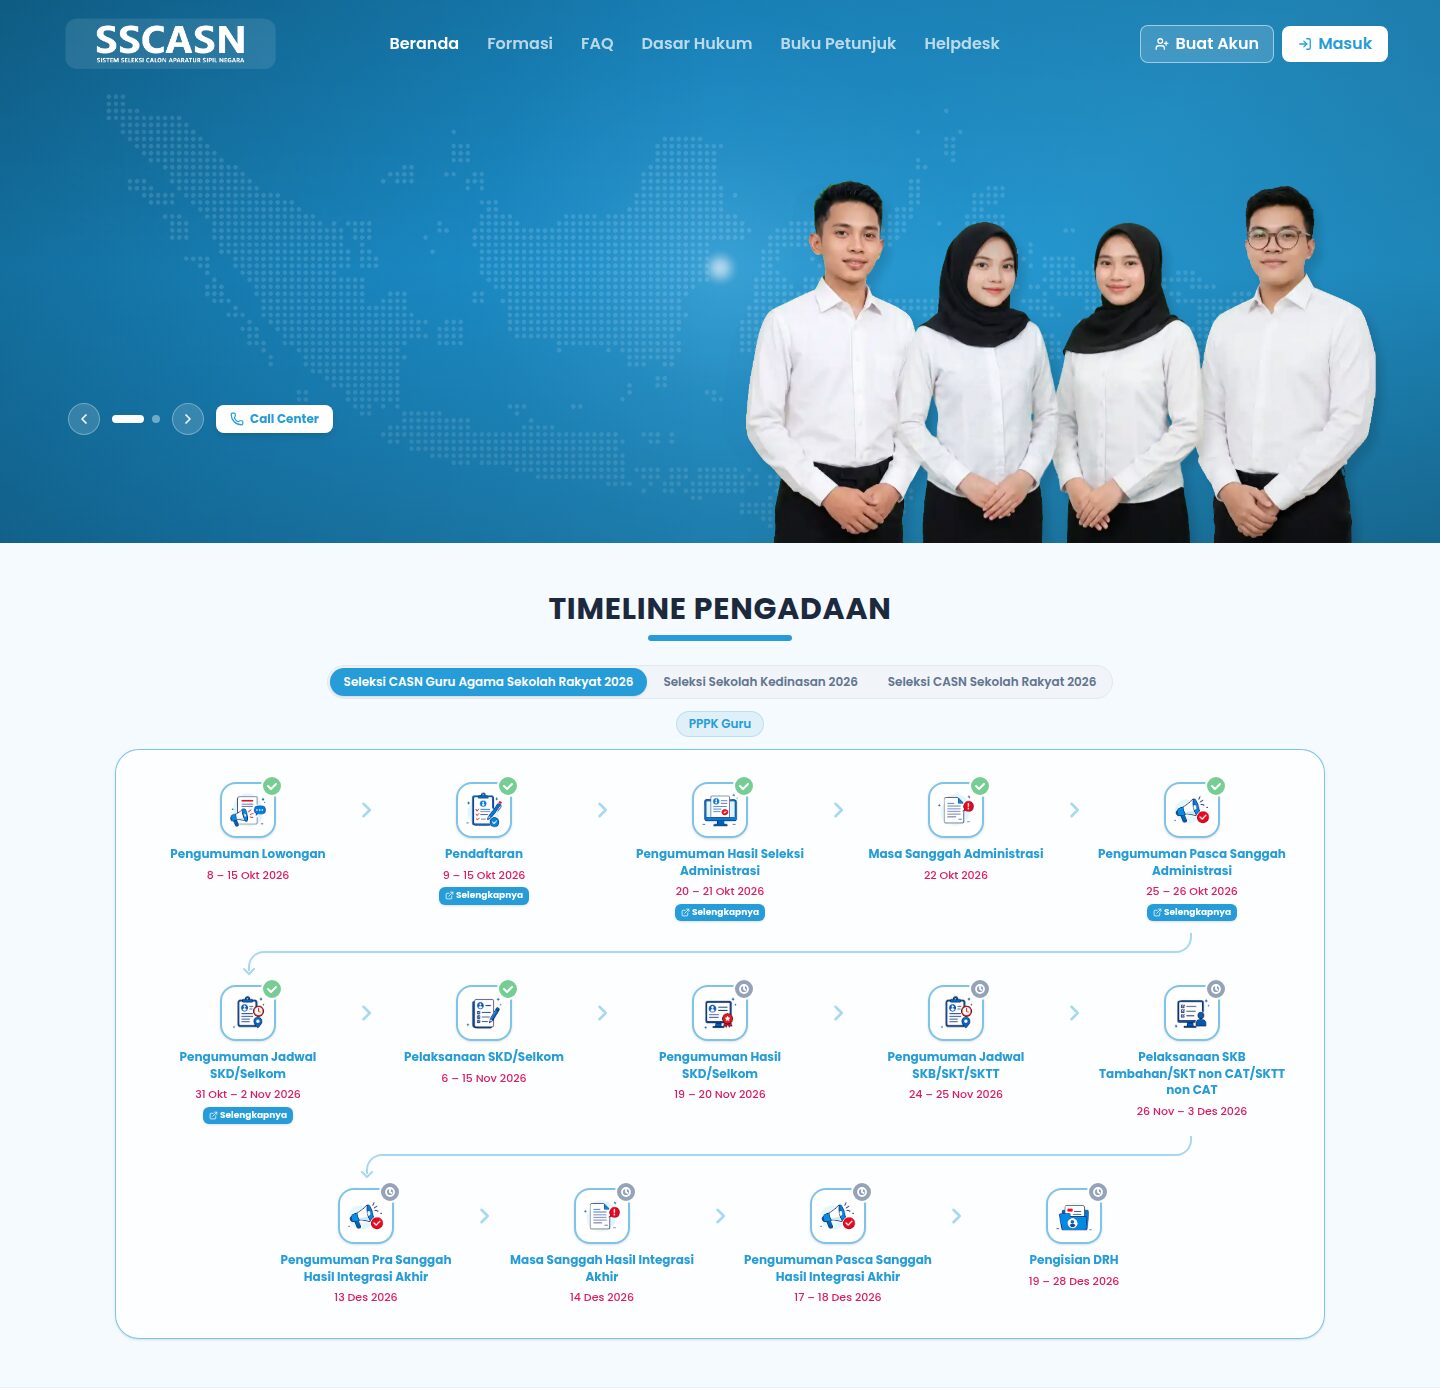 SSCASN
SISTEM SELEKSI CALON APARATUR SIPIL NEGARA
Beranda
Formasi
FAQ
Dasar Hukum
Buku Petunjuk
Helpdesk
Buat Akun
Masuk
Call Center
TIMELINE PENGADAAN
Seleksi CASN Guru Agama Sekolah Rakyat 2026
Seleksi Sekolah Kedinasan 2026
Seleksi CASN Sekolah Rakyat 2026
PPPK Guru
Pengumuman Lowongan
8 – 15 Okt 2026
Pendaftaran
9 – 15 Okt 2026
Selengkapnya
Pengumuman Hasil Seleksi
Administrasi
20 – 21 Okt 2026
Selengkapnya
Masa Sanggah Administrasi
22 Okt 2026
Pengumuman Pasca Sanggah
Administrasi
25 – 26 Okt 2026
Selengkapnya
Pengumuman Jadwal
SKD/Selkom
31 Okt – 2 Nov 2026
Selengkapnya
Pelaksanaan SKD/Selkom
6 – 15 Nov 2026
Pengumuman Hasil
SKD/Selkom
19 – 20 Nov 2026
Pengumuman Jadwal
SKB/SKT/SKTT
24 – 25 Nov 2026
Pelaksanaan SKB
Tambahan/SKT non CAT/SKTT
non CAT
26 Nov – 3 Des 2026
Pengumuman Pra Sanggah
Hasil Integrasi Akhir
13 Des 2026
Masa Sanggah Hasil Integrasi
Akhir
14 Des 2026
Pengumuman Pasca Sanggah
Hasil Integrasi Akhir
17 – 18 Des 2026
Pengisian DRH
19 – 28 Des 2026